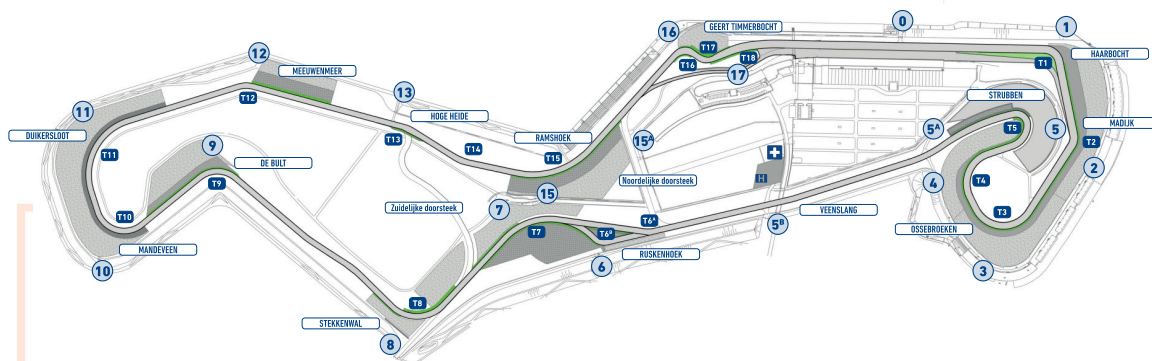 0
1
16
GEERT TIMMERBOCHT
T17
T16
T18
17
T1
HAARBOCHT
12
MEEUWENMEER
T12
11
13
HOGE HEIDE
DUIKERSLOOT
T11
T13
T14
RAMSHOEK
T15
15ᴬ
STRUBBEN
5ᴬ
T5
5
MADIJK
T2
2
9
DE BULT
T9
15
Noordelijke doorsteek
H
T4
4
T10
Zuidelijke doorsteek
7
T7
T6ᴬ
T6ᴮ
VEENSLANG
5ᴮ
T3
OSSEBROEKEN
MANDEVEEN
10
RUSKENHOEK
6
3
T8
STEKKENWAL
8